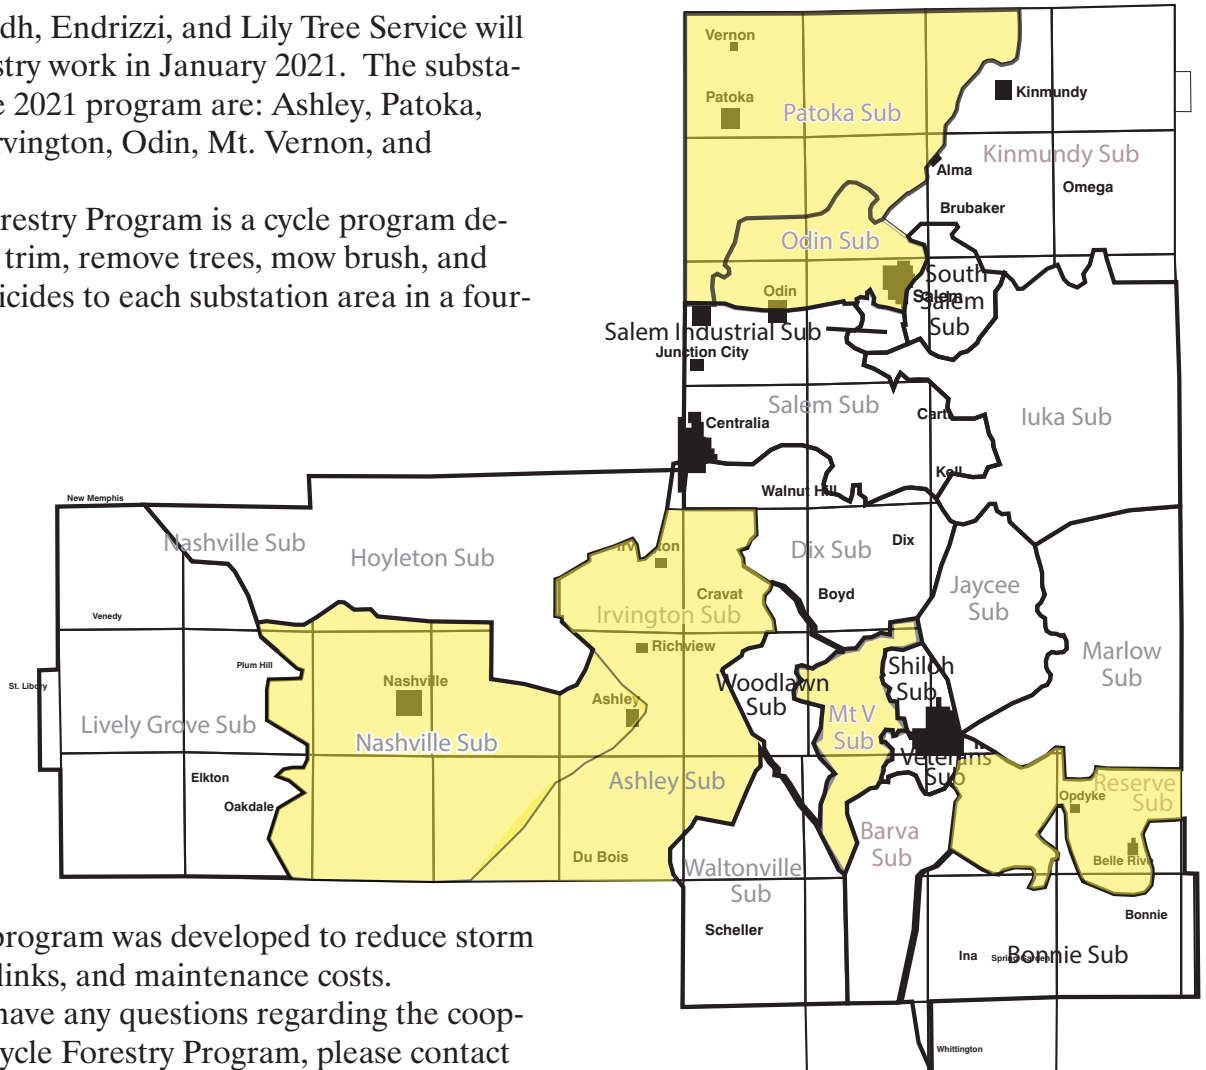 dh, Endrizzi, and Lily Tree Service will
stry work in January 2021. The substa-
e 2021 program are: Ashley, Patoka,
rvington, Odin, Mt. Vernon, and
restry Program is a cycle program de-
trim, remove trees, mow brush, and
icides to each substation area in a four-
Vernon
Patoka
Patoka Sub
Kinmundy
Kinmundy Sub
Alma
Omega
Brubaker
Odin Sub
Odin
South
Salem
Salem
Sub
Salem Industrial Sub
Junction City
Salem Sub
Centralia
Iuka Sub
Kell
Walnut Hill
New Memphis
Nashville Sub
Hoyleton Sub
Irvington
Dix Sub
Dix
Cravat
Boyd
Irvington Sub
Jaycee
Sub
Venedy
Richview
Plum Hill
St. Libory
Nashville
Ashley
Woodlawn
Sub
Shiloh
Sub
Marlow
Sub
Lively Grove Sub
Nashville Sub
Mt V
Sub
Veterans
Sub
Elkton
Oakdale
Ashley Sub
Reserve
Sub
Opdyke
Barva
Sub
Du Bois
Belle Rive
Waltonville
Sub
Scheller
Bonnie
Ina
Spring Garden
Bonnie Sub
Whittington
program was developed to reduce storm
links, and maintenance costs.
have any questions regarding the coop-
ycle Forestry Program, please contact